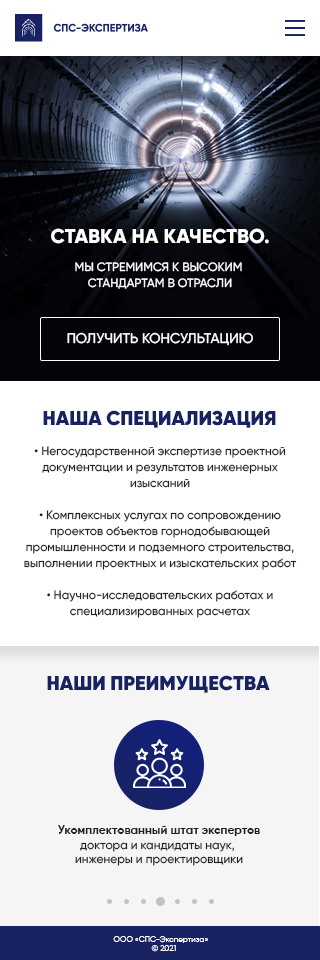 СПС-ЭКСПЕРТИЗА
СТАВКА НА КАЧЕСТВО.
МЫ СТРЕМИМСЯ К ВЫСОКИМ
СТАНДАРТАМ В ОТРАСЛИ
ПОЛУЧИТЬ КОНСУЛЬТАЦИЮ
НАША СПЕЦИАЛИЗАЦИЯ
• Негосударственной экспертизе проектной
документации и результатов инженерных
изысканий
• Комплексных услугах по сопровождению
проектов объектов горнодобывающей
промышленности и подземного строительства,
выполнении проектных и изыскательских работ
• Научно-исследовательских работах и
специализированных расчетах
НАШИ ПРЕИМУЩЕСТВА
Укомплектованный штат экспертов
доктора и кандидаты наук,
инженеры и проектировщики
ООО «СПС-Экспертиза»
© 2021